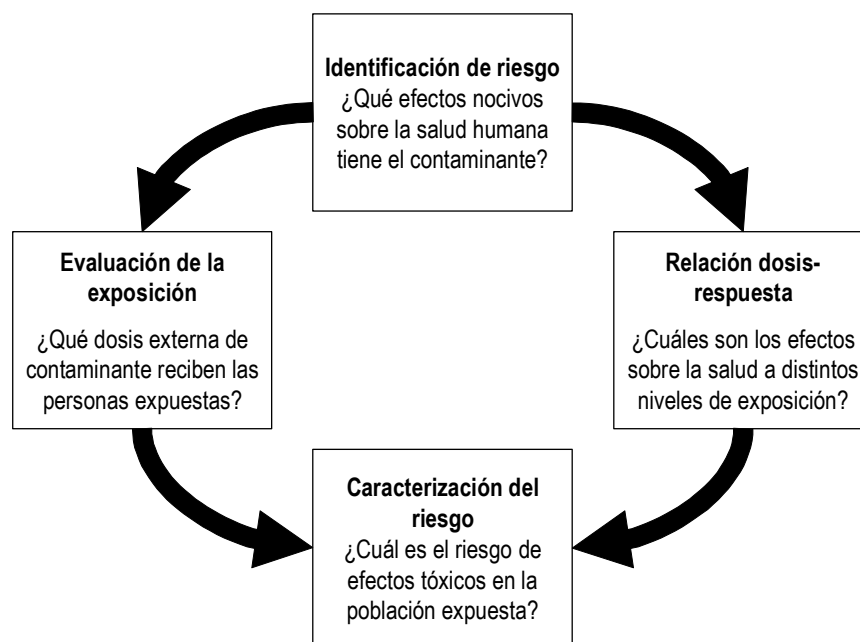 Identificación de riesgo
¿Qué efectos nocivos
sobre la salud humana
tiene el contaminante?
Evaluación de la
exposición
¿Qué dosis externa de
contaminante reciben las
personas expuestas?
Relación dosis-
respuesta
¿Cuáles son los efectos
sobre la salud a distintos
niveles de exposición?
Caracterización del
riesgo
¿Cuál es el riesgo de
efectos tóxicos en la
población expuesta?